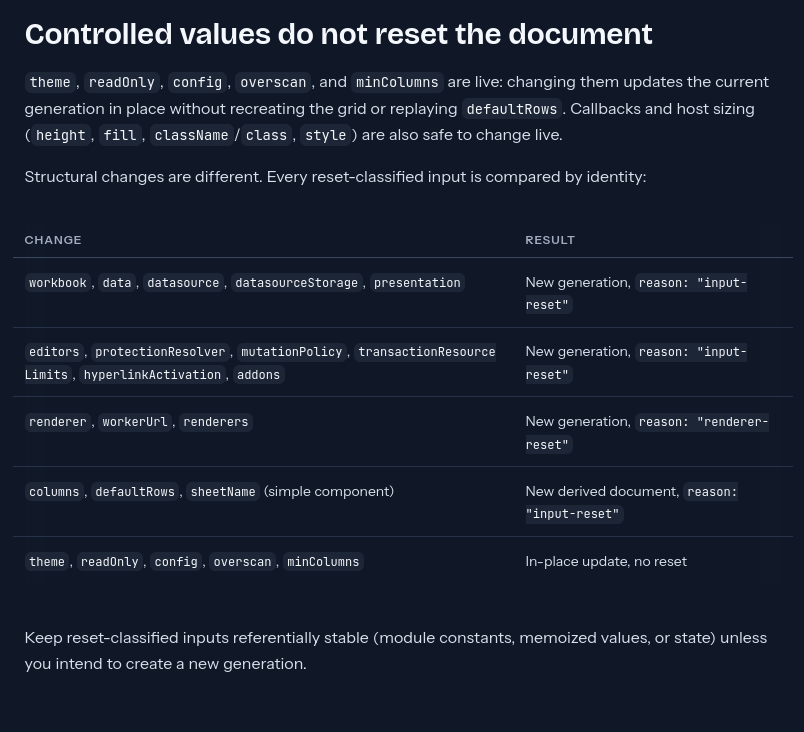 Controlled values do not reset the document
theme, readOnly, config, overscan, and minColumns are live: changing them updates the current
generation in place without recreating the grid or replaying defaultRows. Callbacks and host sizing
(height, fill, className/class, style) are also safe to change live.
Structural changes are different. Every reset-classified input is compared by identity:
CHANGE RESULT
workbook, data, datasource, datasourceStorage, presentation New generation, reason: "input-
reset"
editors, protectionResolver, mutationPolicy, transactionResource New generation, reason: "input-
Limits, hyperlinkActivation, addons reset"
renderer, workerUrl, renderers New generation, reason: "renderer-
reset"
columns, defaultRows, sheetName (simple component) New derived document, reason:
"input-reset"
theme, readOnly, config, overscan, minColumns In-place update, no reset
Keep reset-classified inputs referentially stable (module constants, memoized values, or state) unless
you intend to create a new generation.